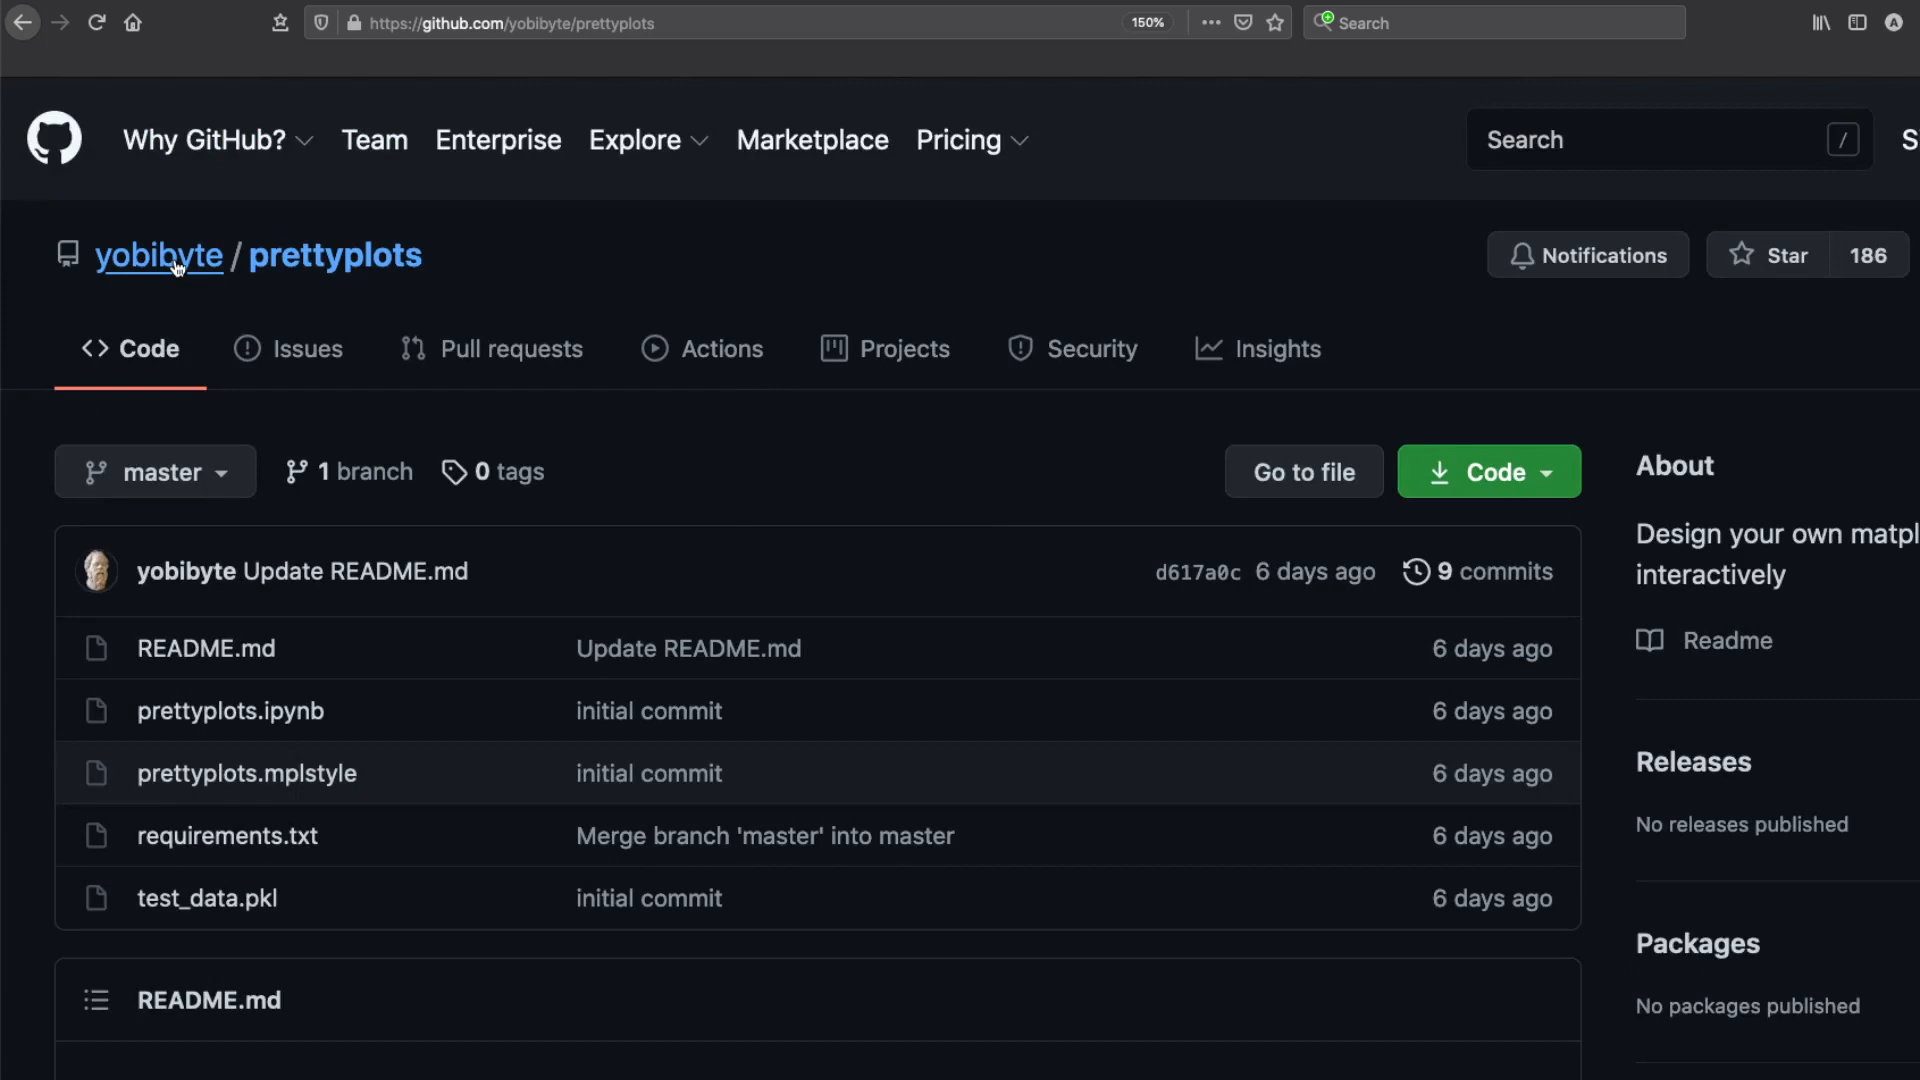 https://github.com/yobibyte/prettyplots
150%
Search
A
Why GitHub?
Team
Enterprise
Explore
Marketplace
Pricing
Search /
S
yobibyte / prettyplots
Notifications
Star 186
Code
Issues
Pull requests
Actions
Projects
Security
Insights
master
1 branch
0 tags
Go to file
Code
About
Design your own matpl
interactively
Readme
yobibyte Update README.md d617a0c 6 days ago 9 commits
README.md Update README.md 6 days ago
prettyplots.ipynb initial commit 6 days ago
prettyplots.mplstyle initial commit 6 days ago
requirements.txt Merge branch 'master' into master 6 days ago
test_data.pkl initial commit 6 days ago
Releases
No releases published
Packages
No packages published
README.md